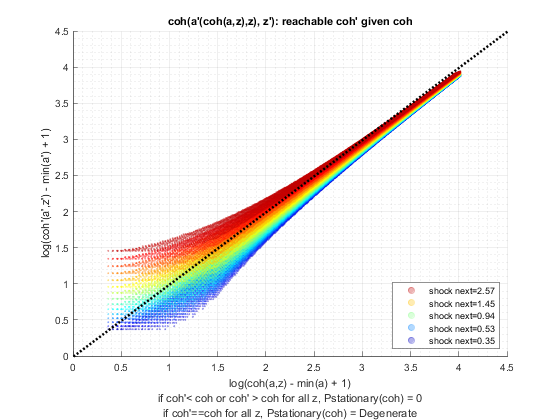 coh(a'(coh(a,z),z), z'): reachable coh' given coh
4.5
4
3.5
3
2.5
2
1.5
1
0.5
0
log(coh'(a',z') - min(a') + 1)
0 0.5 1 1.5 2 2.5 3 3.5 4 4.5
shock next=2.57
shock next=1.45
shock next=0.94
shock next=0.53
shock next=0.35
log(coh(a,z) - min(a) + 1)
if coh'< coh or coh' > coh for all z, Pstationary(coh) = 0
if coh'==coh for all z, Pstationary(coh) = Degenerate